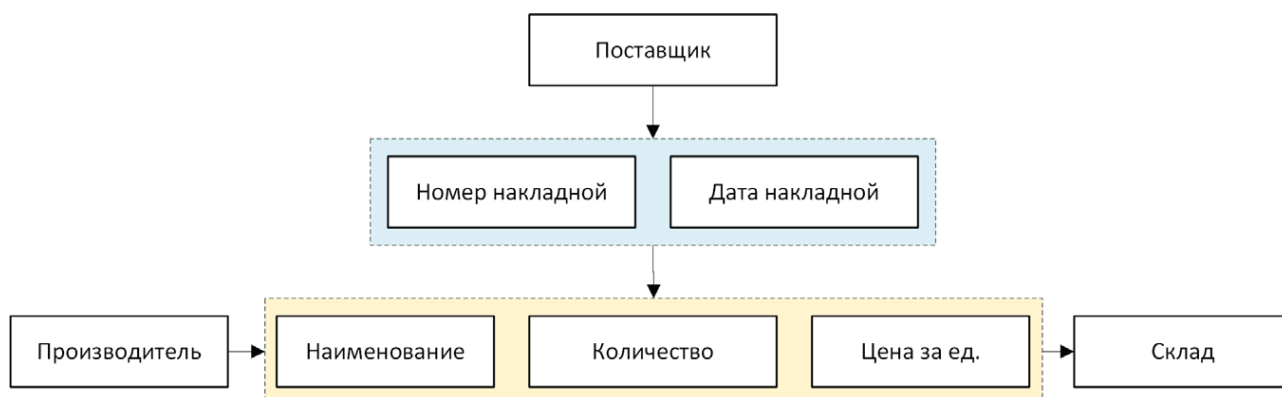 Поставщик
Номер накладной
Дата накладной
Производитель
Наименование
Количество
Цена за ед.
Склад